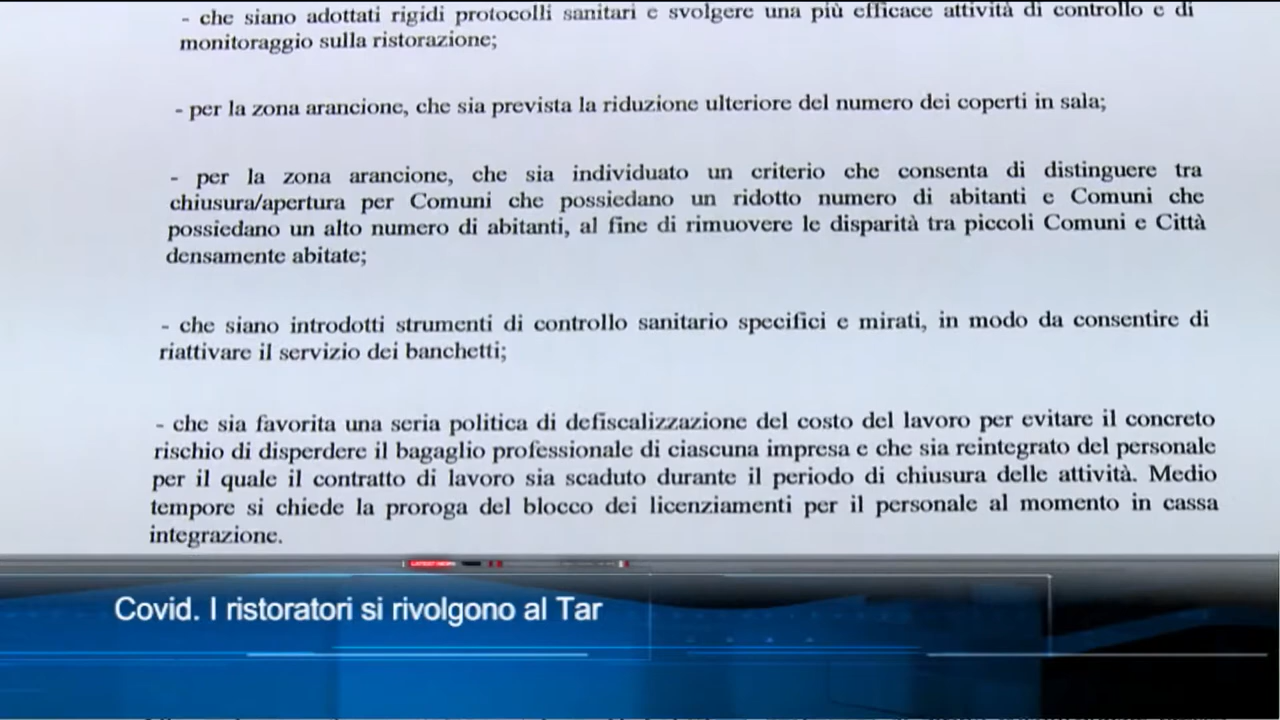 - che siano adottati rigidi protocolli sanitari e svolgere una più efficace attività di controllo e di
monitoraggio sulla ristorazione;
- per la zona arancione, che sia prevista la riduzione ulteriore del numero dei coperti in sala;
- per la zona arancione, che sia individuato un criterio che consenta di distinguere tra
chiusura/apertura per Comuni che possiedano un ridotto numero di abitanti e Comuni che
possiedano un alto numero di abitanti, al fine di rimuovere le disparità tra piccoli Comuni e Città
densamente abitate;
- che siano introdotti strumenti di controllo sanitario specifici e mirati, in modo da consentire di
riattivare il servizio dei banchetti;
- che sia favorita una seria politica di defiscalizzazione del costo del lavoro per evitare il concreto
rischio di disperdere il bagaglio professionale di ciascuna impresa e che sia reintegrato del personale
per il quale il contratto di lavoro sia scaduto durante il periodo di chiusura delle attività. Medio
tempore si chiede la proroga del blocco dei licenziamenti per il personale al momento in cassa
integrazione.
LATEST NEWS
Covid. I ristoratori si rivolgono al Tar